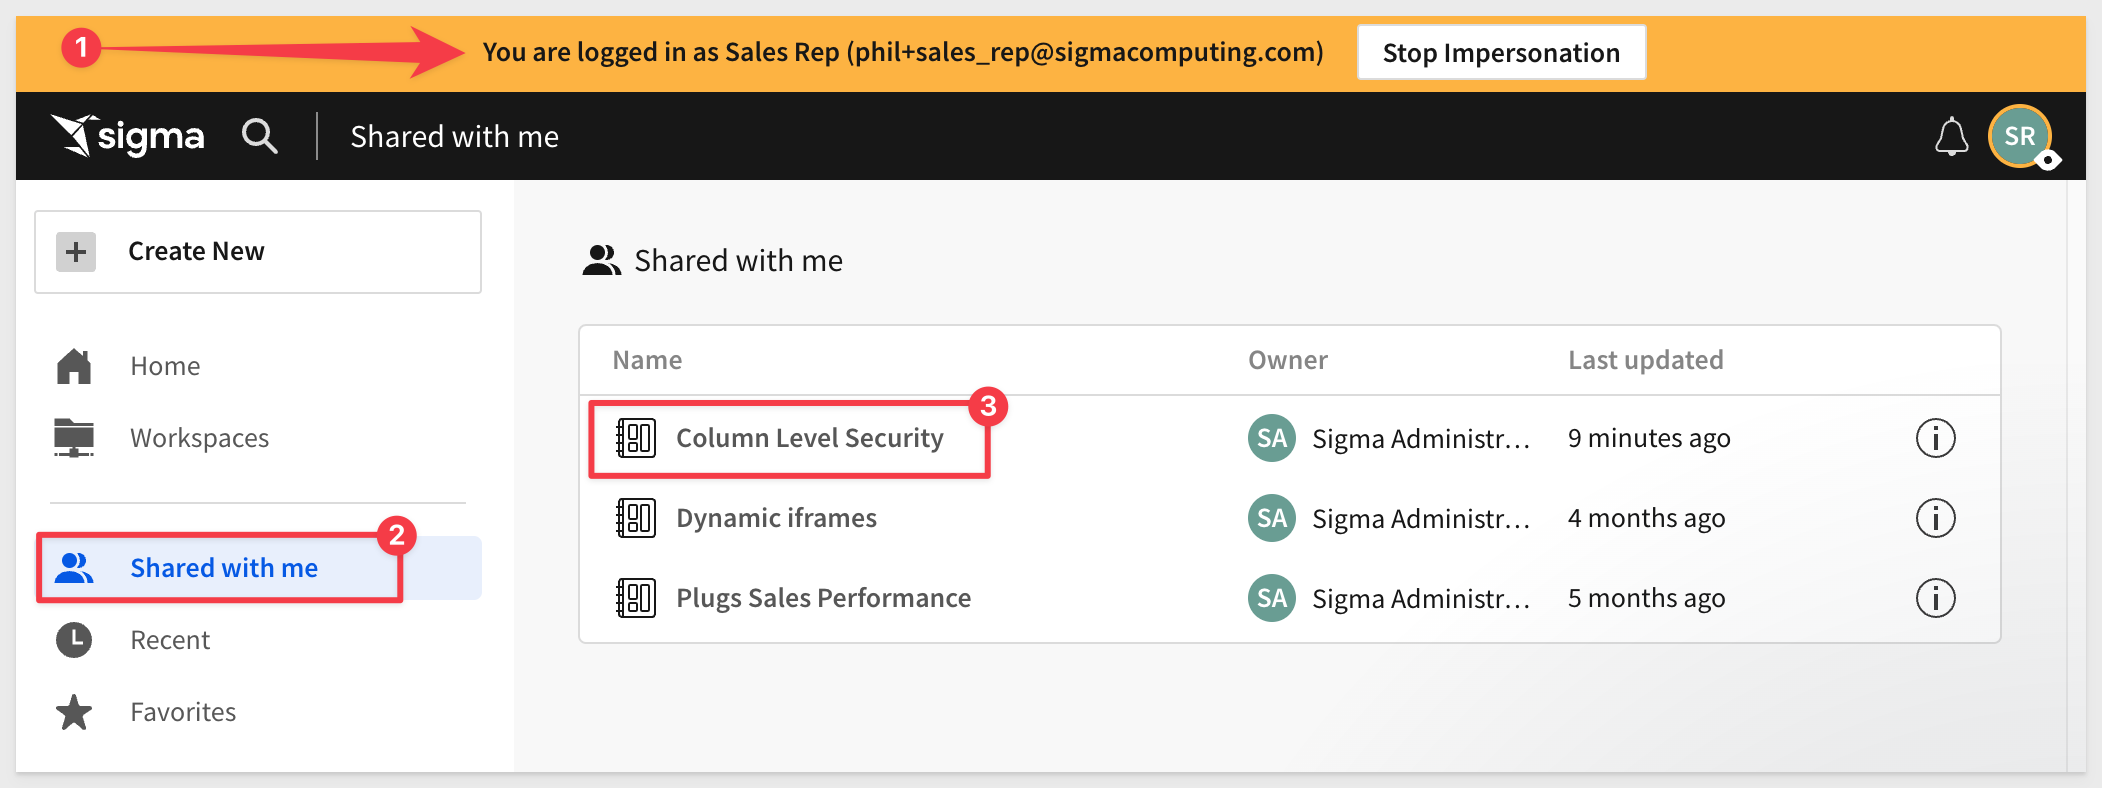 1
You are logged in as Sales Rep (phil+sales_rep@sigmacomputing.com)
Stop Impersonation
sigma
Shared with me
SR
Create New
Home
Workspaces
2
Shared with me
Recent
Favorites
Shared with me
Name Owner Last updated
3
Column Level Security SA Sigma Administr... 9 minutes ago
Dynamic iframes SA Sigma Administr... 4 months ago
Plugs Sales Performance SA Sigma Administr... 5 months ago